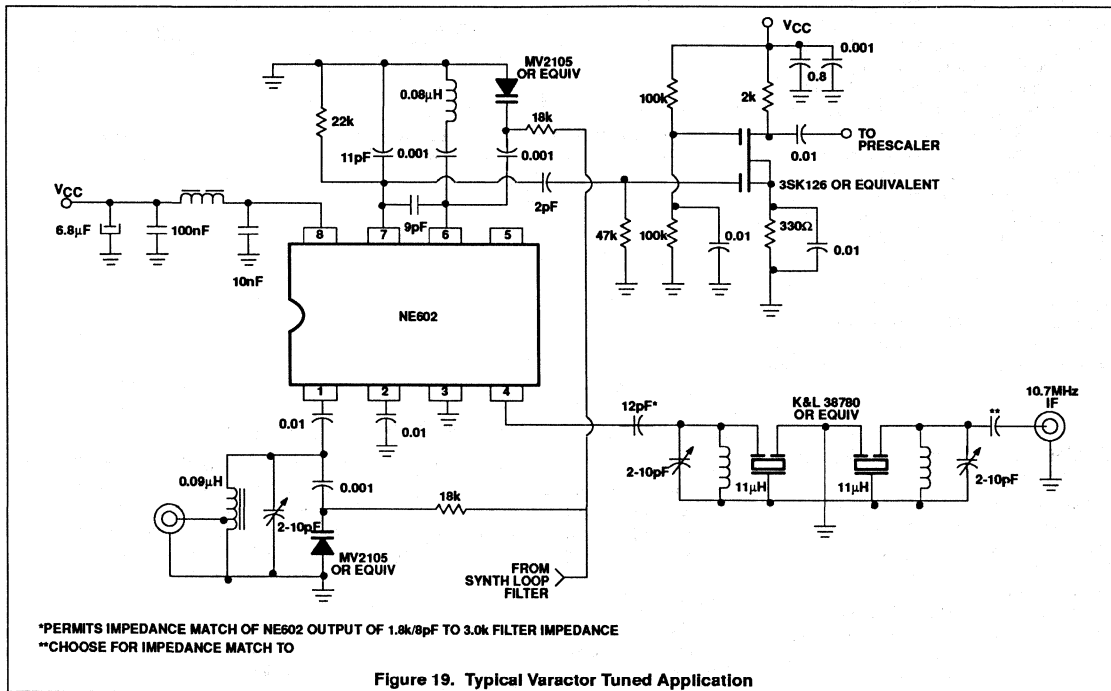 VCC
0.001
0.8
MV2105
OR EQUIV
0.08µH
100k
2k
22k
18k
TO
PRESCALER
0.01
11pF
0.001
0.001
3SK126 OR EQUIVALENT
VCC
2pF
9pF
6.8µF
100nF
10nF
47k
100k
0.01
330Ω
0.01
8
7
6
5
NE602
1
2
3
4
0.01
0.01
12pF*
K&L 38780
OR EQUIV
**
10.7MHz
IF
2-10pF
11µH
11µH
2-10pF
0.09µH
0.001
18k
2-10pF
MV2105
OR EQUIV
FROM
SYNTH LOOP
FILTER
*PERMITS IMPEDANCE MATCH OF NE602 OUTPUT OF 1.8k/8pF TO 3.0k FILTER IMPEDANCE
**CHOOSE FOR IMPEDANCE MATCH TO
Figure 19. Typical Varactor Tuned Application